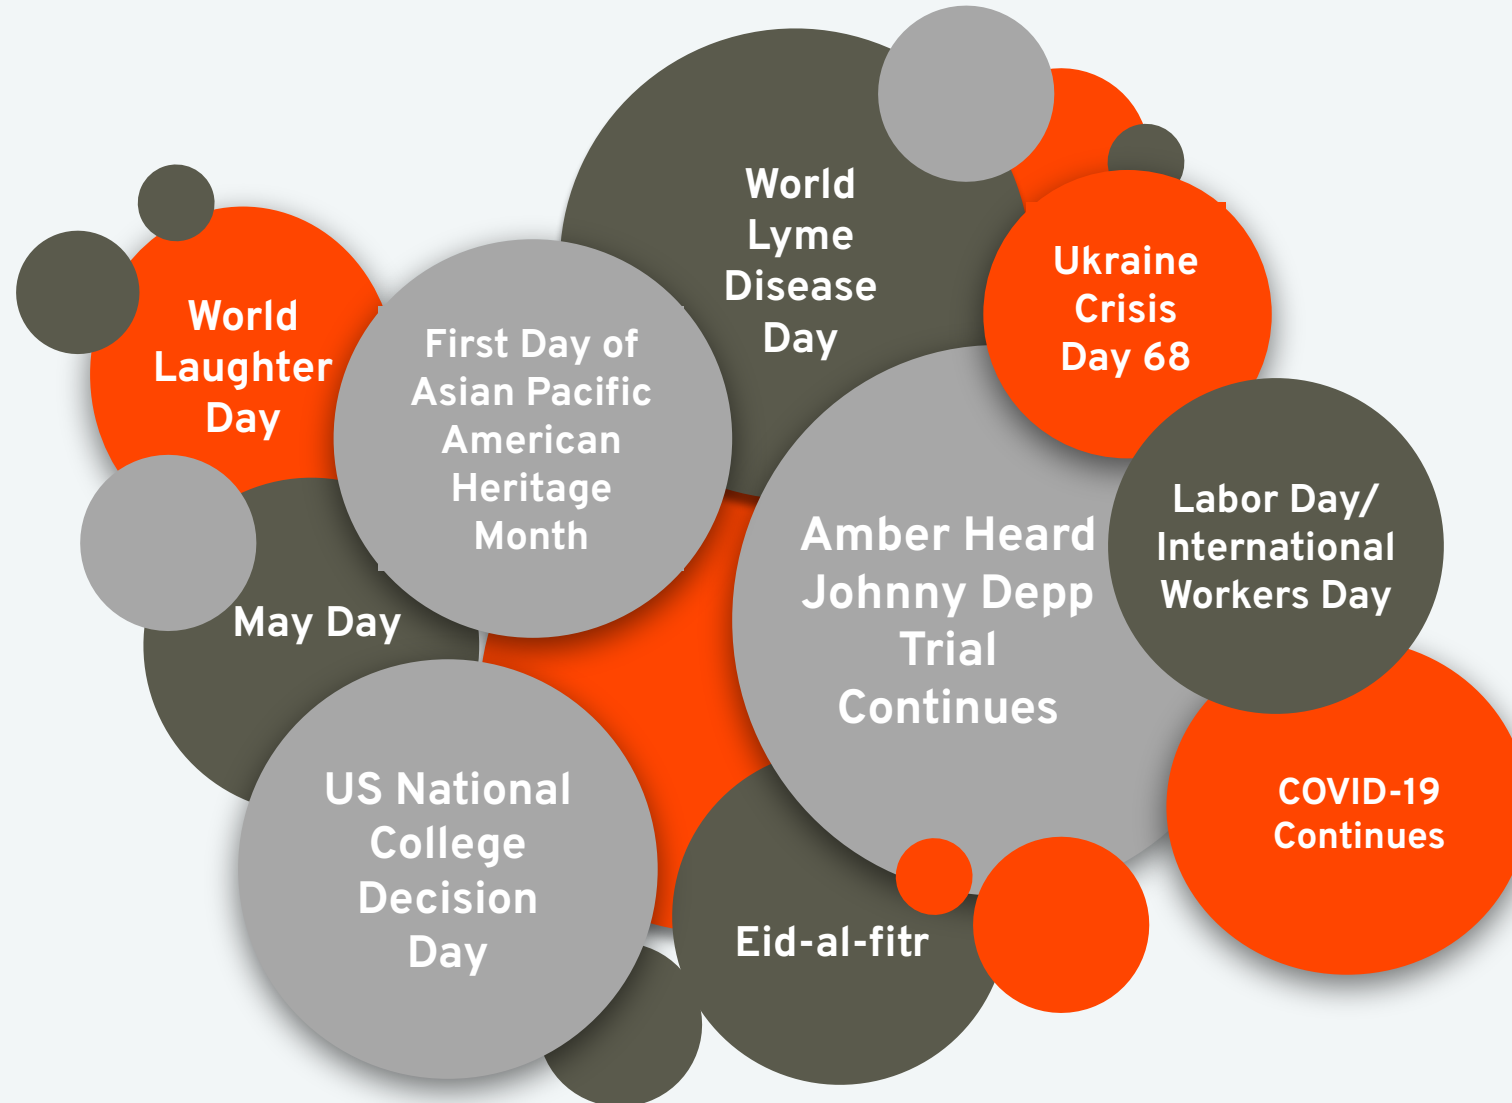 World
Lyme
Disease
Day
Ukraine
Crisis
Day 68
World
Laughter
Day
First Day of
Asian Pacific
American
Heritage
Month
Labor Day/
International
Workers Day
Amber Heard
Johnny Depp
Trial
Continues
May Day
US National
College
Decision
Day
COVID-19
Continues
Eid-al-fitr